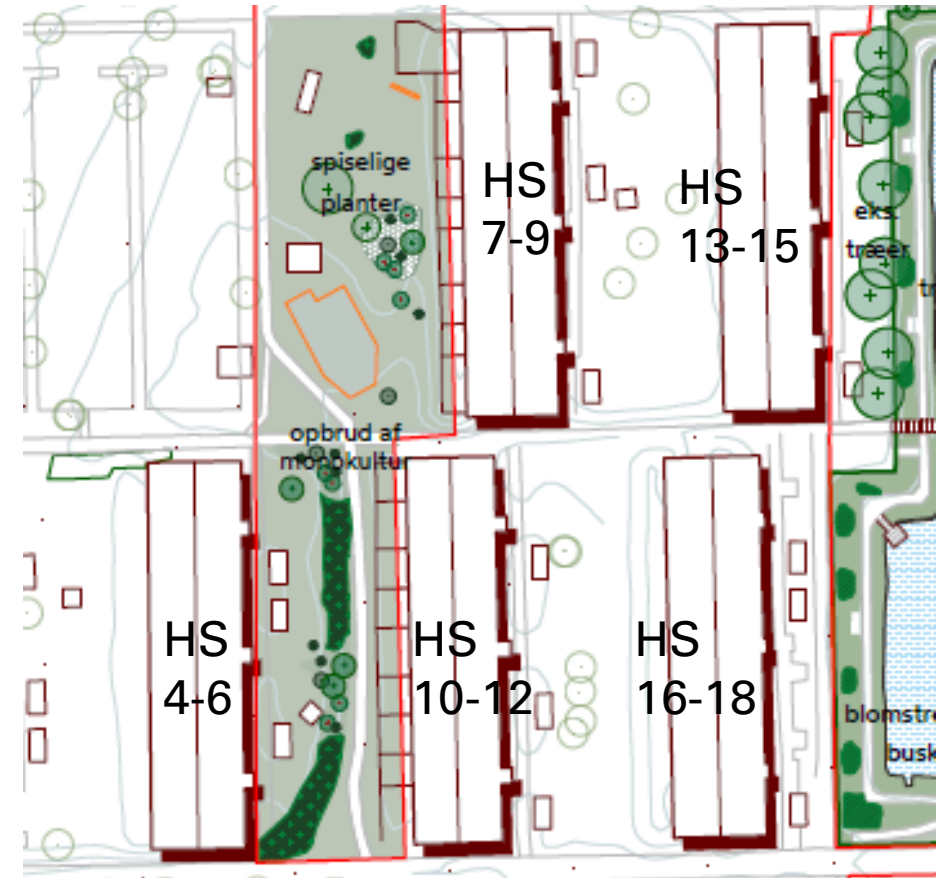 spiselige
planter
HS
7-9
HS
13-15
eks.
træer
opbrud af
monokultur
HS
4-6
HS
10-12
HS
16-18